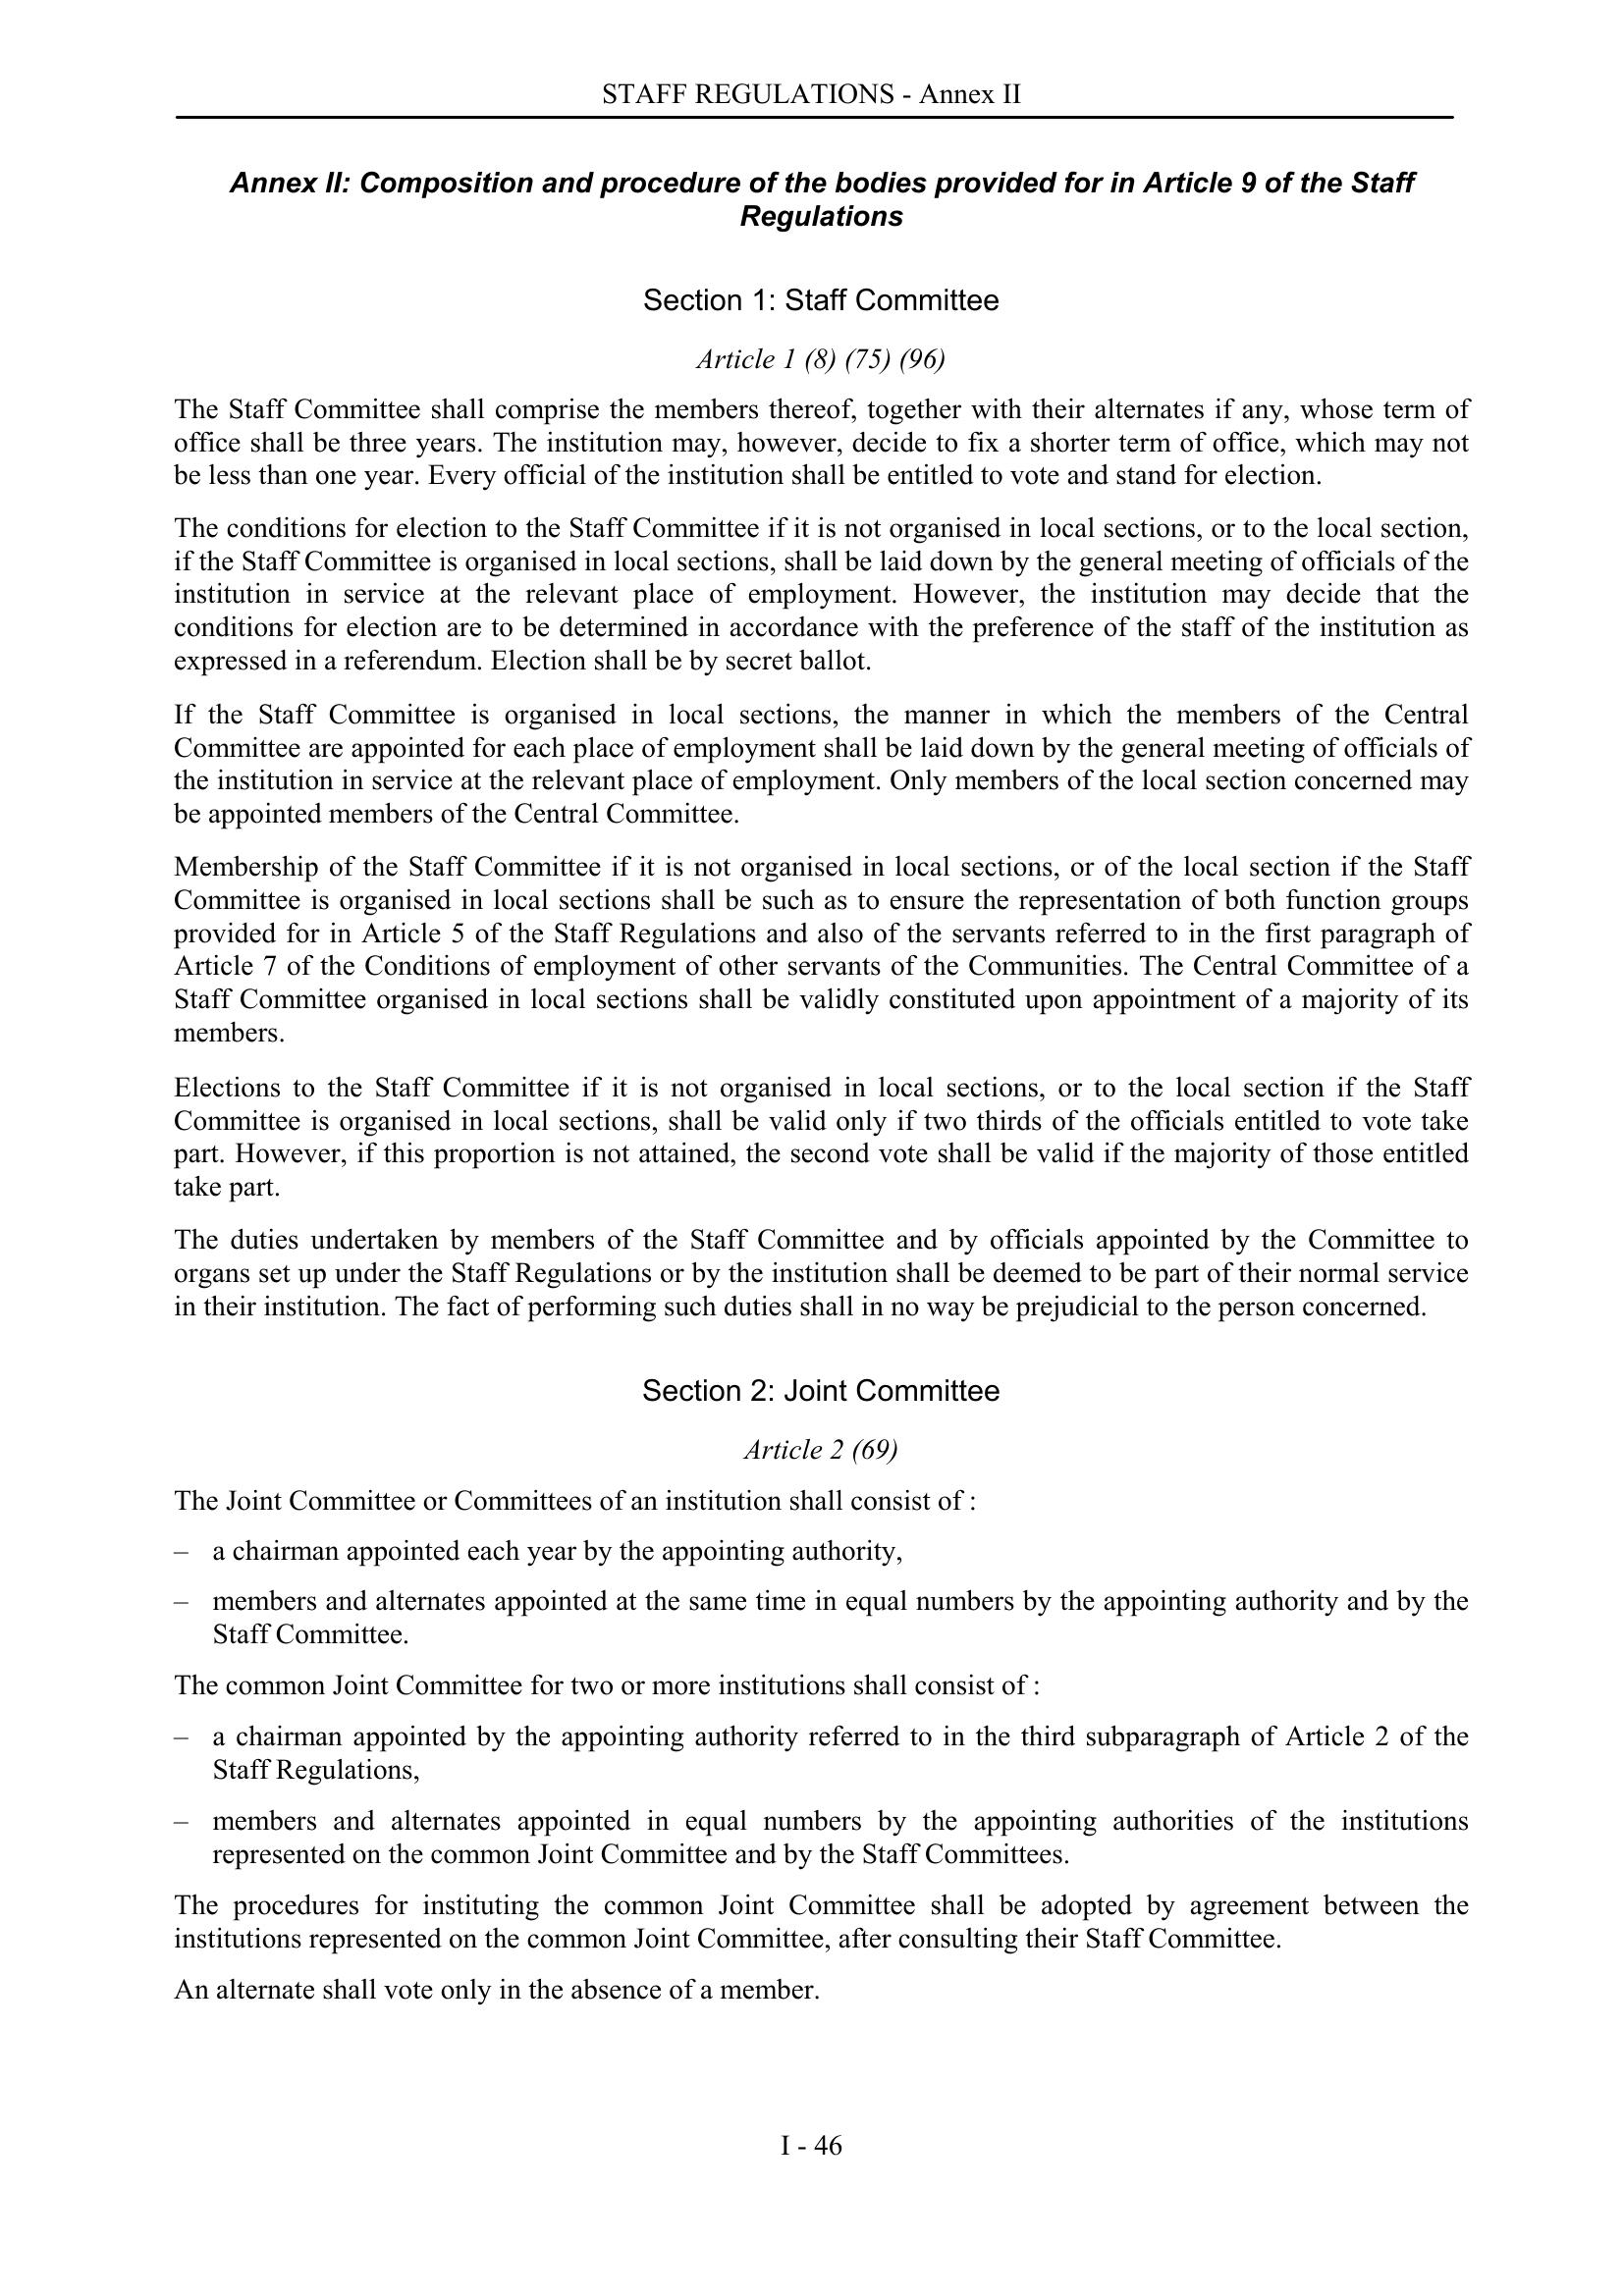 STAFF REGULATIONS - Annex II
Annex II: Composition and procedure of the bodies provided for in Article 9 of the Staff
Regulations
Section 1: Staff Committee
Article 1 (8) (75) (96)
The Staff Committee shall comprise the members thereof, together with their alternates if any, whose term of
office shall be three years. The institution may, however, decide to fix a shorter term of office, which may not
be less than one year. Every official of the institution shall be entitled to vote and stand for election.
The conditions for election to the Staff Committee if it is not organised in local sections, or to the local section,
if the Staff Committee is organised in local sections, shall be laid down by the general meeting of officials of the
institution in service at the relevant place of employment. However, the institution may decide that the
conditions for election are to be determined in accordance with the preference of the staff of the institution as
expressed in a referendum. Election shall be by secret ballot.
If the Staff Committee is organised in local sections, the manner in which the members of the Central
Committee are appointed for each place of employment shall be laid down by the general meeting of officials of
the institution in service at the relevant place of employment. Only members of the local section concerned may
be appointed members of the Central Committee.
Membership of the Staff Committee if it is not organised in local sections, or of the local section if the Staff
Committee is organised in local sections shall be such as to ensure the representation of both function groups
provided for in Article 5 of the Staff Regulations and also of the servants referred to in the first paragraph of
Article 7 of the Conditions of employment of other servants of the Communities. The Central Committee of a
Staff Committee organised in local sections shall be validly constituted upon appointment of a majority of its
members.
Elections to the Staff Committee if it is not organised in local sections, or to the local section if the Staff
Committee is organised in local sections, shall be valid only if two thirds of the officials entitled to vote take
part. However, if this proportion is not attained, the second vote shall be valid if the majority of those entitled
take part.
The duties undertaken by members of the Staff Committee and by officials appointed by the Committee to
organs set up under the Staff Regulations or by the institution shall be deemed to be part of their normal service
in their institution. The fact of performing such duties shall in no way be prejudicial to the person concerned.
Section 2: Joint Committee
Article 2 (69)
The Joint Committee or Committees of an institution shall consist of :
– a chairman appointed each year by the appointing authority,
– members and alternates appointed at the same time in equal numbers by the appointing authority and by the
Staff Committee.
The common Joint Committee for two or more institutions shall consist of :
– a chairman appointed by the appointing authority referred to in the third subparagraph of Article 2 of the
Staff Regulations,
– members and alternates appointed in equal numbers by the appointing authorities of the institutions
represented on the common Joint Committee and by the Staff Committees.
The procedures for instituting the common Joint Committee shall be adopted by agreement between the
institutions represented on the common Joint Committee, after consulting their Staff Committee.
An alternate shall vote only in the absence of a member.
I - 46